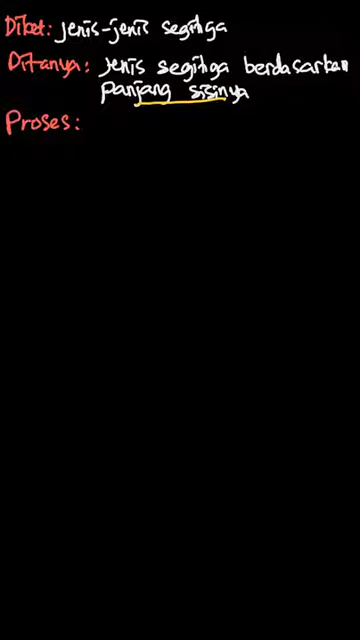 Diket: jenis-jenis segitiga
Ditanya: jenis segitiga berdasarkan
panjang sisinya
Proses: